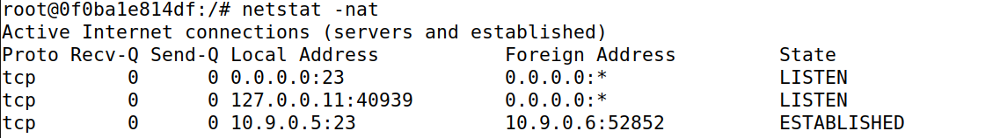 root@0f0ba1e814df:/# netstat -nat
Active Internet connections (servers and established)
Proto Recv-Q Send-Q Local Address           Foreign Address         State
tcp        0      0 0.0.0.0:23              0.0.0.0:*               LISTEN
tcp        0      0 127.0.0.11:40939        0.0.0.0:*               LISTEN
tcp        0      0 10.9.0.5:23             10.9.0.6:52852          ESTABLISHED